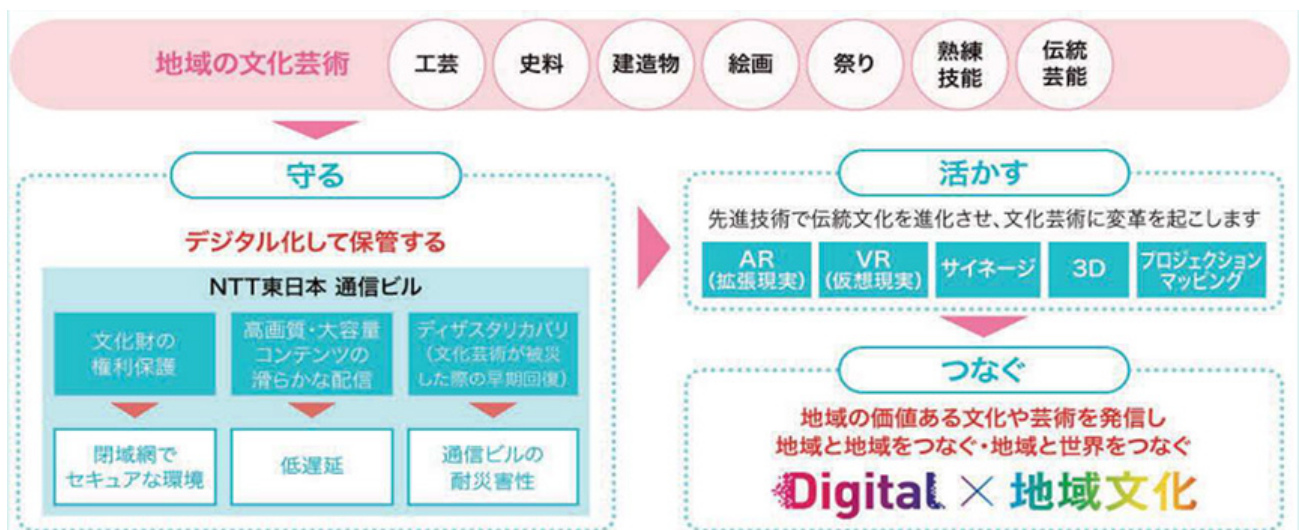 地域の文化芸術
工芸
史料
建造物
絵画
祭り
熟練
技能
伝統
芸能
守る
デジタル化して保管する
NTT東日本 通信ビル
文化財の
権利保護
高画質・大容量
コンテンツの
滑らかな配信
ディザスタリカバリ
（文化芸術が被災
した際の早期回復）
閉域網で
セキュアな環境
低遅延
通信ビルの
耐災害性
活かす
先進技術で伝統文化を進化させ、文化芸術に変革を起こします
AR
（拡張現実）
VR
（仮想現実）
サイネージ
3D
プロジェクション
マッピング
つなぐ
地域の価値ある文化や芸術を発信し
地域と地域をつなぐ・地域と世界をつなぐ
Digital × 地域文化